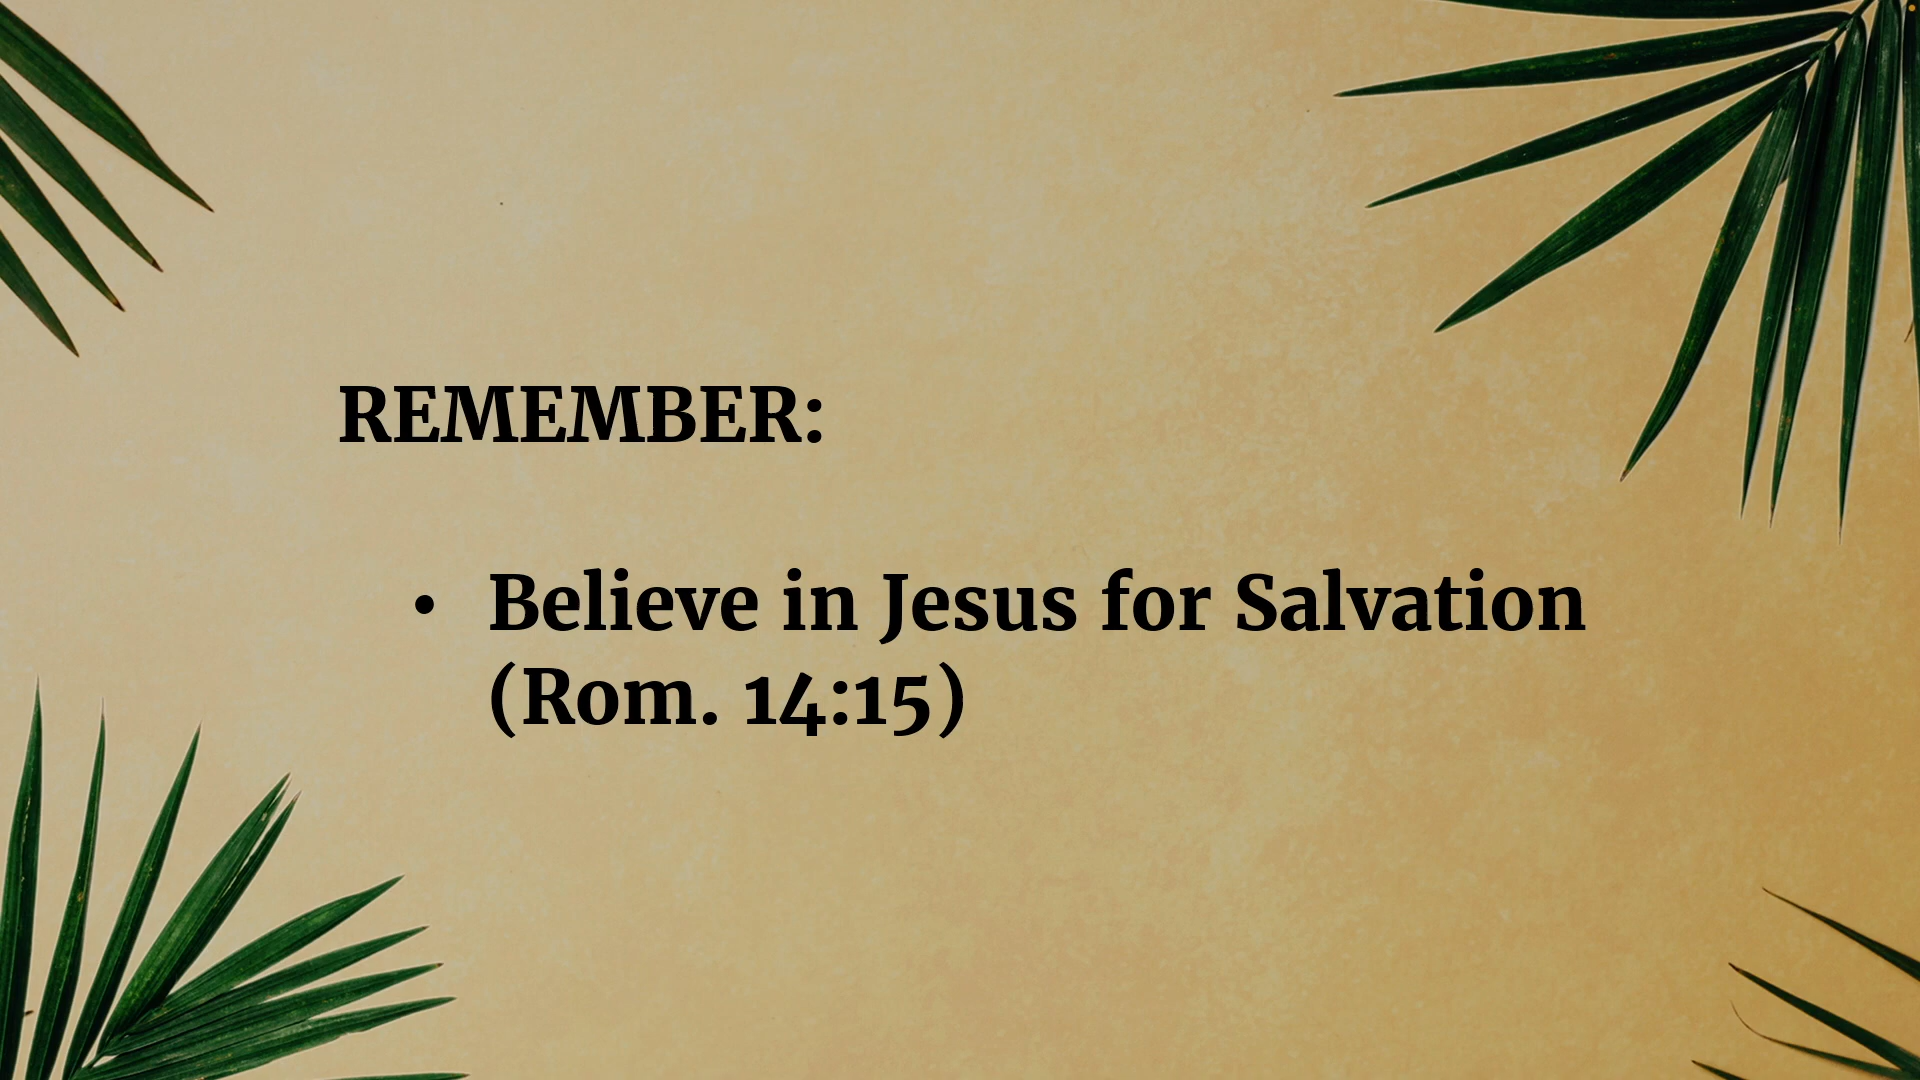 REMEMBER:
• Believe in Jesus for Salvation
(Rom. 14:15)